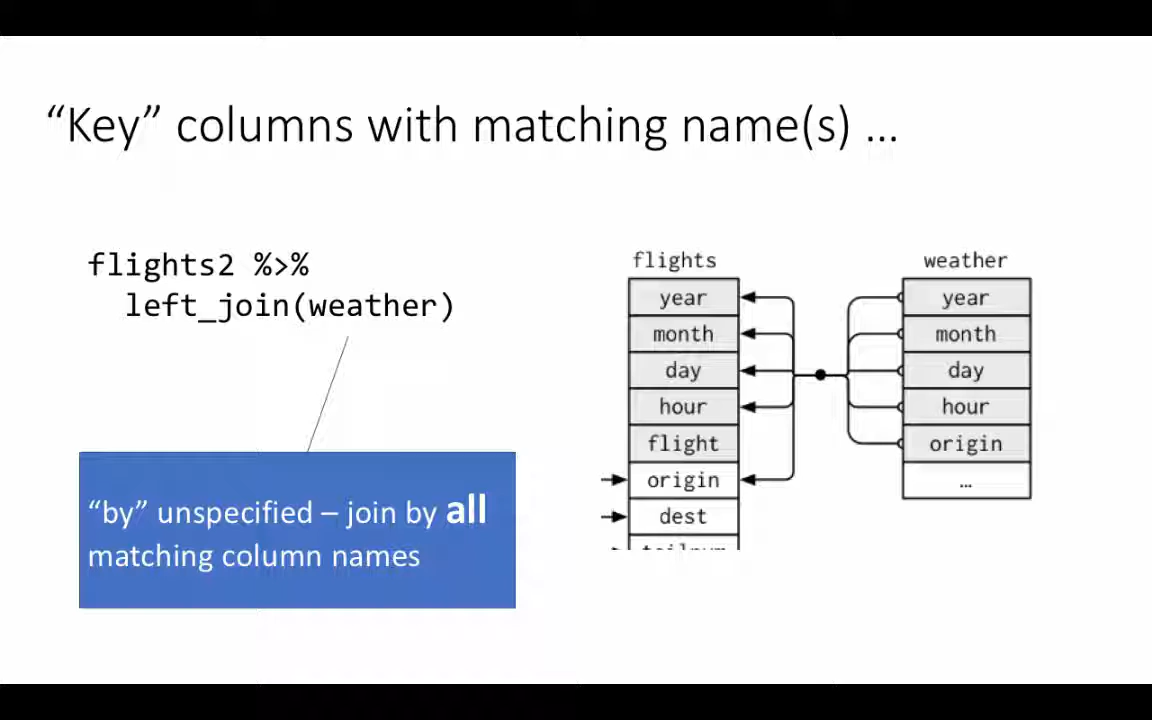 “Key” columns with matching name(s) …
flights2 %>%
left_join(weather)
“by” unspecified – join by all
matching column names
flights
year
month
day
hour
flight
origin
dest
weather
year
month
day
hour
origin
…